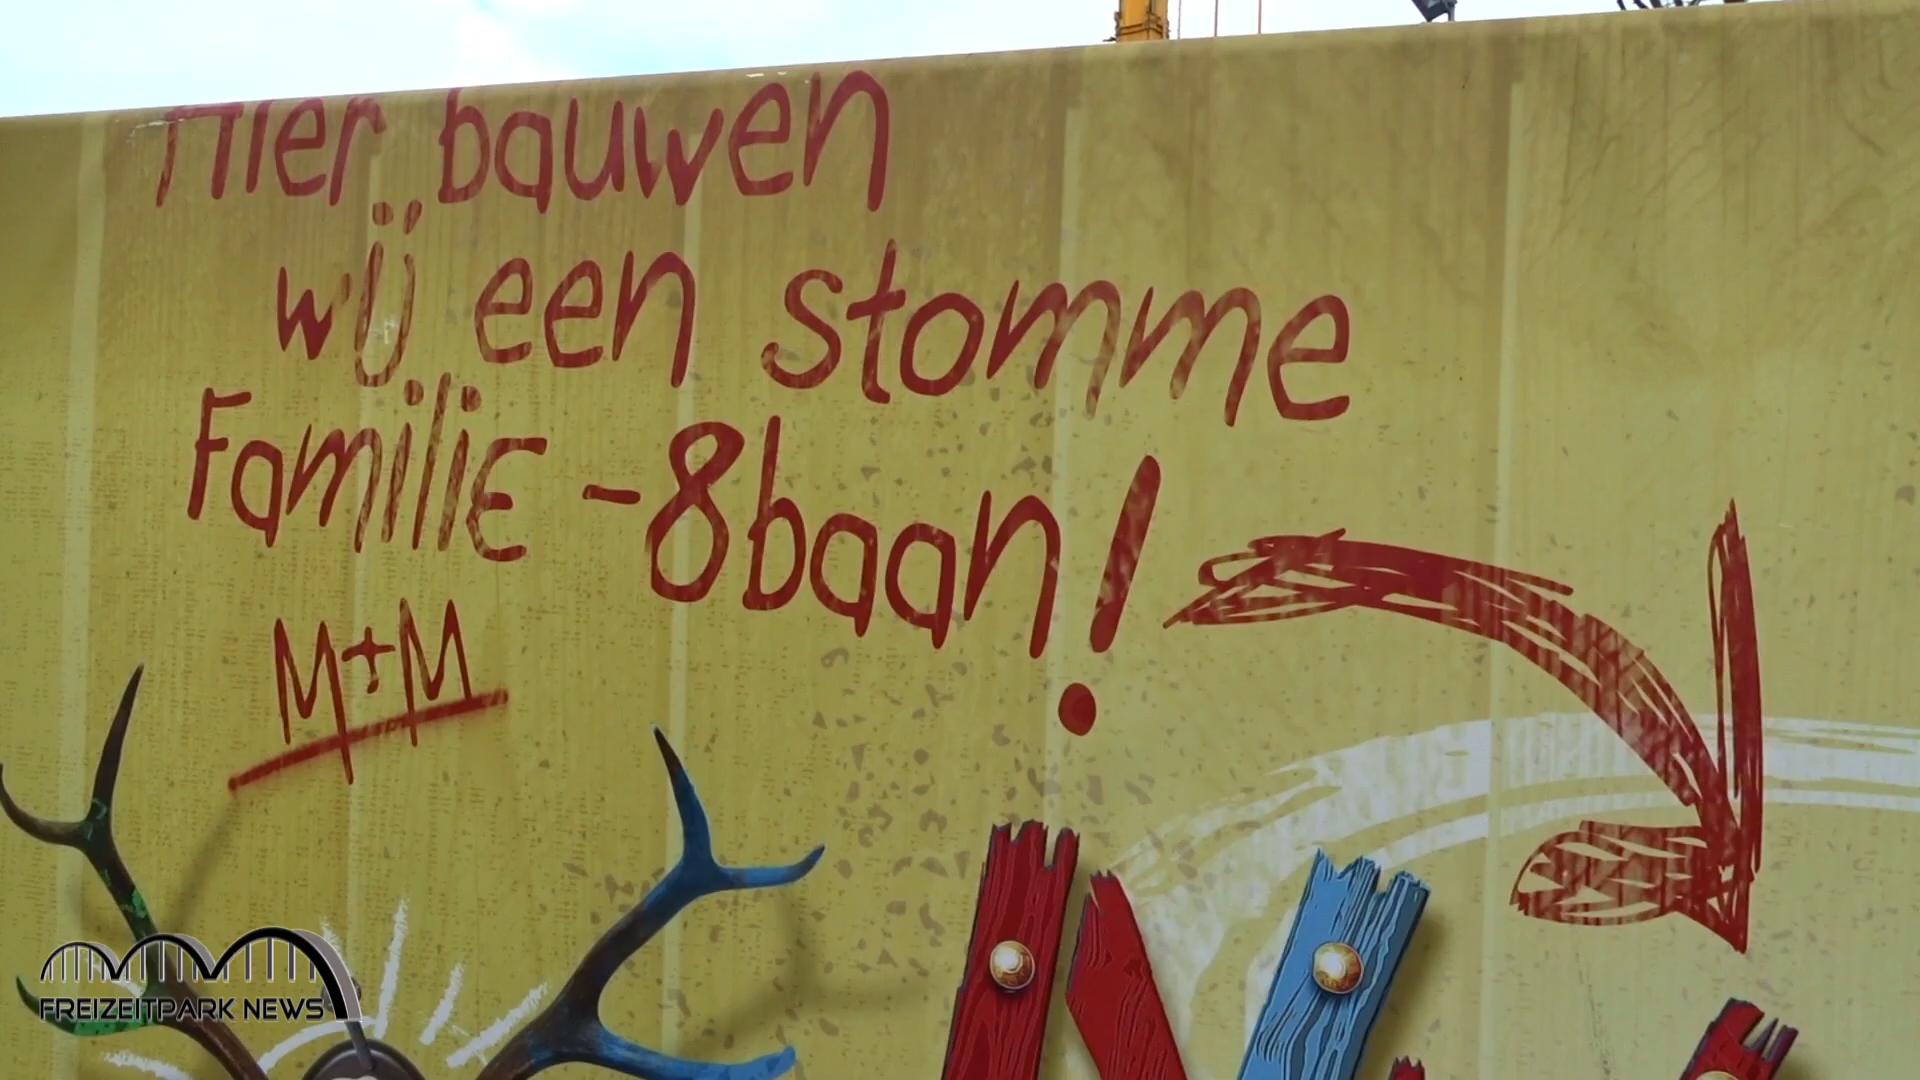 Hier bauwen
wij een stomme
Familie -8baan!
M+M
FREIZEITPARK NEWS